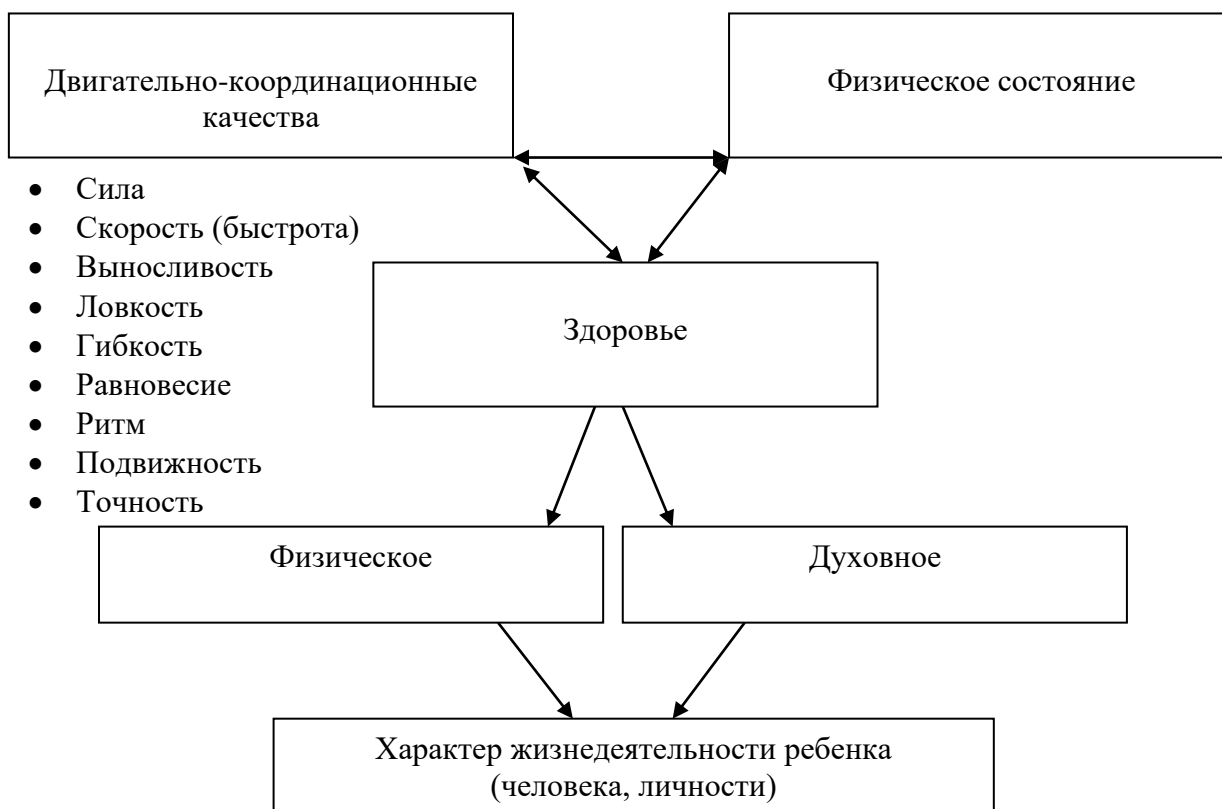 Двигательно-координационные
качества
Физическое состояние
• Сила
• Скорость (быстрота)
• Выносливость
• Ловкость
• Гибкость
• Равновесие
• Ритм
• Подвижность
• Точность
Здоровье
Физическое
Духовное
Характер жизнедеятельности ребенка
(человека, личности)